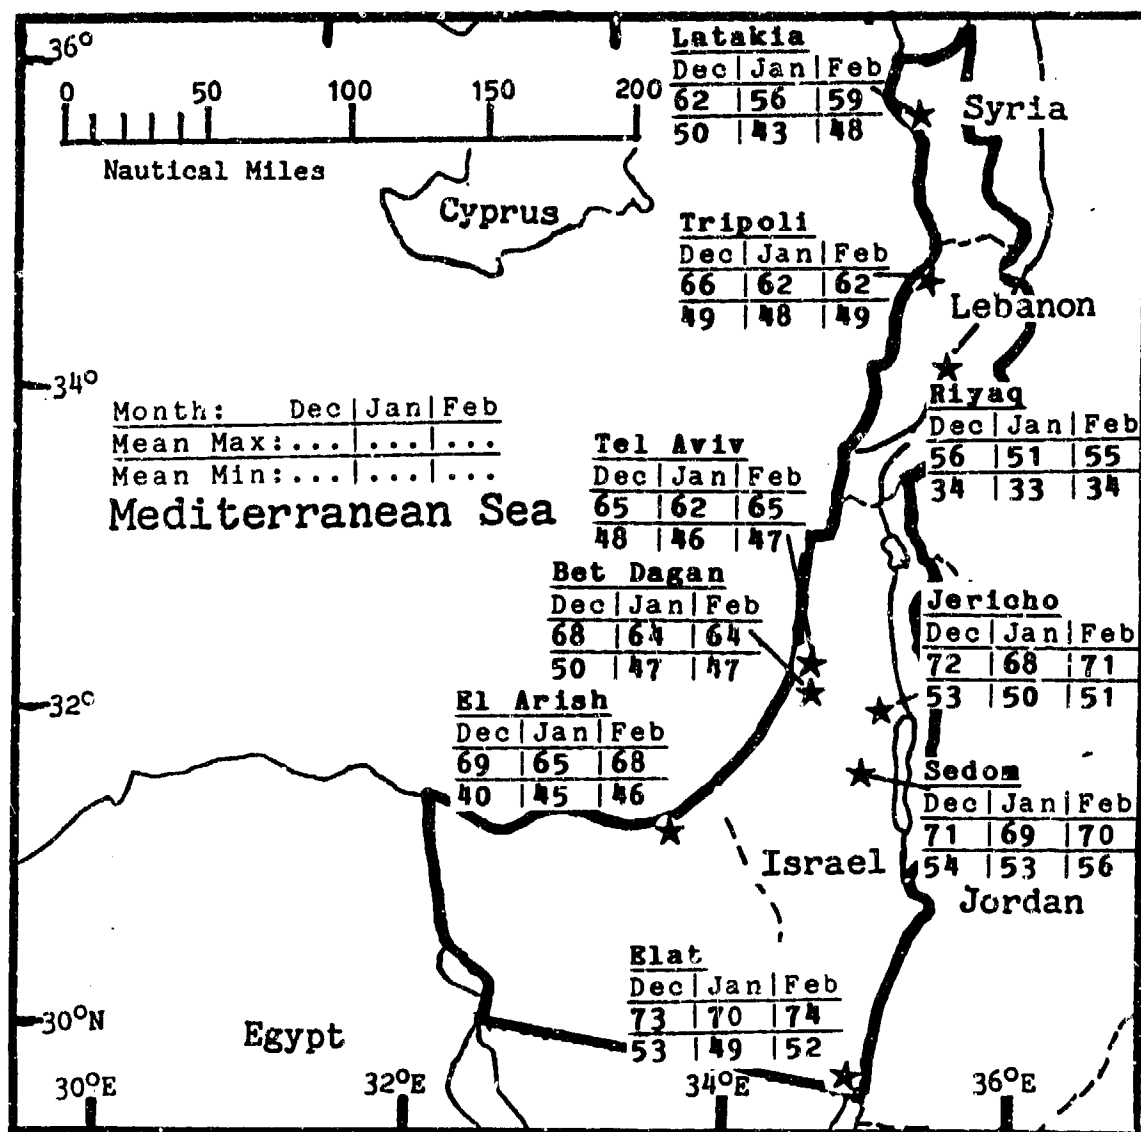 36°
0 50 100 150 200
Nautical Miles
Cyprus
Latakia
Dec|Jan|Feb
62 |56 |59
50 |43 |48
Syria
Tripoli
Dec|Jan|Feb
66 |62 |62
49 |48 |49
Lebanon
34°
Month: Dec|Jan|Feb
Mean Max:...|...|...
Mean Min:...|...|...
Mediterranean Sea
Riyaq
Dec|Jan|Feb
56 |51 |55
34 |33 |34
Tel Aviv
Dec|Jan|Feb
65 |62 |65
48 |46 |47
Bet Dagan
Dec|Jan|Feb
68 |64 |64
50 |47 |47
Jericho
Dec|Jan|Feb
72 |68 |71
53 |50 |51
32°
El Arish
Dec|Jan|Feb
69 |65 |68
40 |45 |46
Sedom
Dec|Jan|Feb
71 |69 |70
54 |53 |56
Israel
Jordan
Elat
Dec|Jan|Feb
73 |70 |74
53 |49 |52
30°N
Egypt
30°E 32°E 34°E 36°E